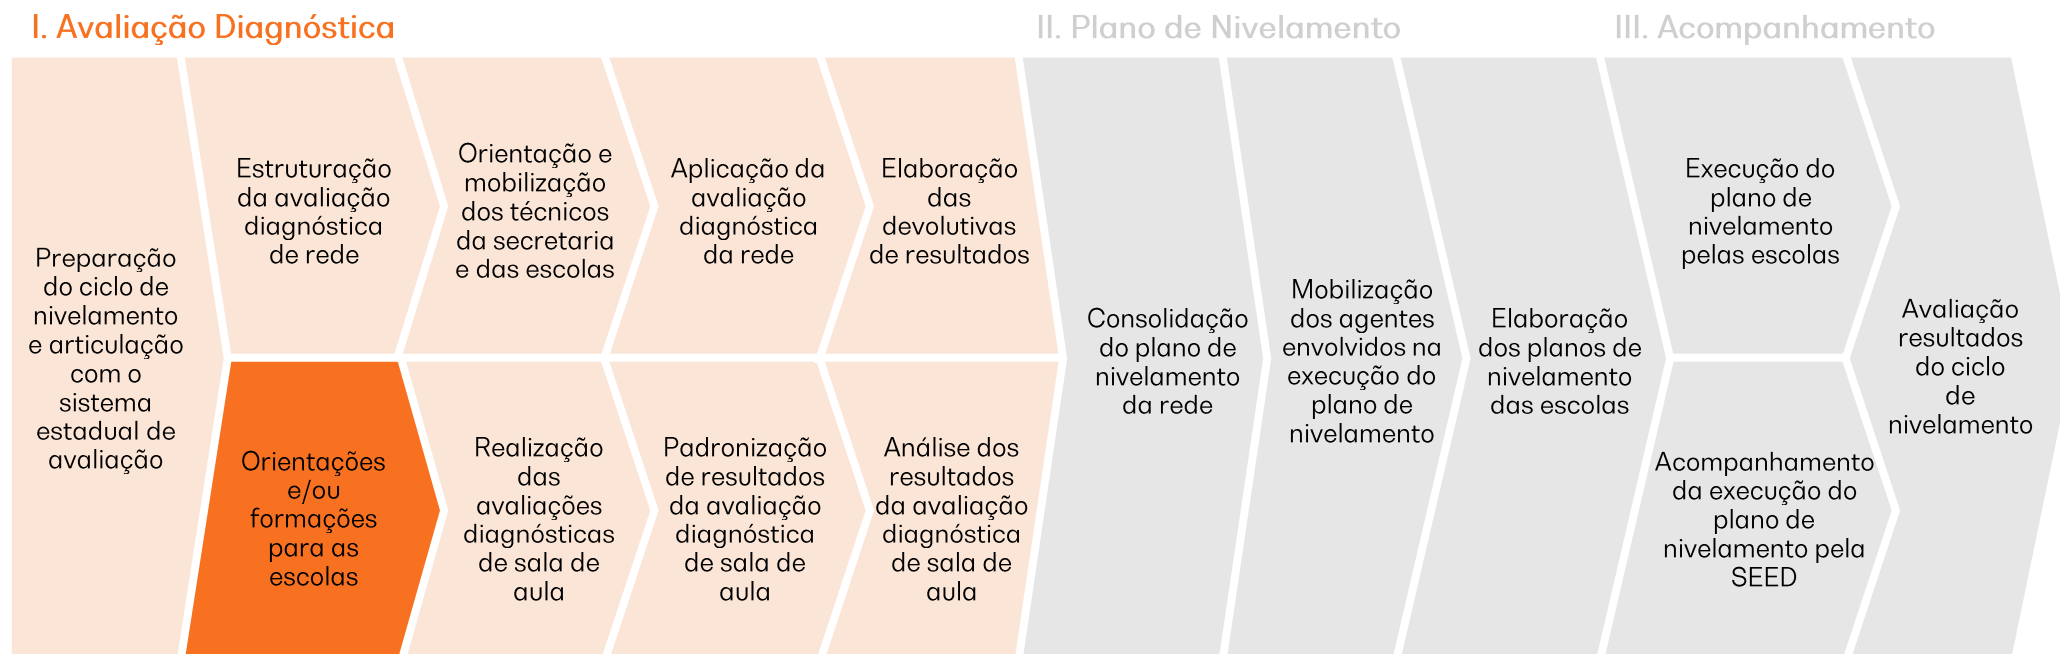 I. Avaliação Diagnóstica
II. Plano de Nivelamento
III. Acompanhamento
Preparação
do ciclo de
nivelamento
e articulação
com o
sistema
estadual de
avaliação
Estruturação
da avaliação
diagnóstica
de rede
Orientação e
mobilização
dos técnicos
da secretaria
e das escolas
Aplicação da
avaliação
diagnóstica
da rede
Elaboração
das
devolutivas
de resultados
Orientações
e/ou
formações
para as
escolas
Realização
das
avaliações
diagnósticas
de sala de
aula
Padronização
de resultados
da avaliação
diagnóstica
de sala de
aula
Análise dos
resultados
da avaliação
diagnóstica
de sala de
aula
Consolidação
do plano de
nivelamento
da rede
Mobilização
dos agentes
envolvidos na
execução do
plano de
nivelamento
Elaboração
dos planos de
nivelamento
das escolas
Execução do
plano de
nivelamento
pelas escolas
Acompanhamento
da execução do
plano de
nivelamento pela
SEED
Avaliação
resultados
do ciclo
de
nivelamento